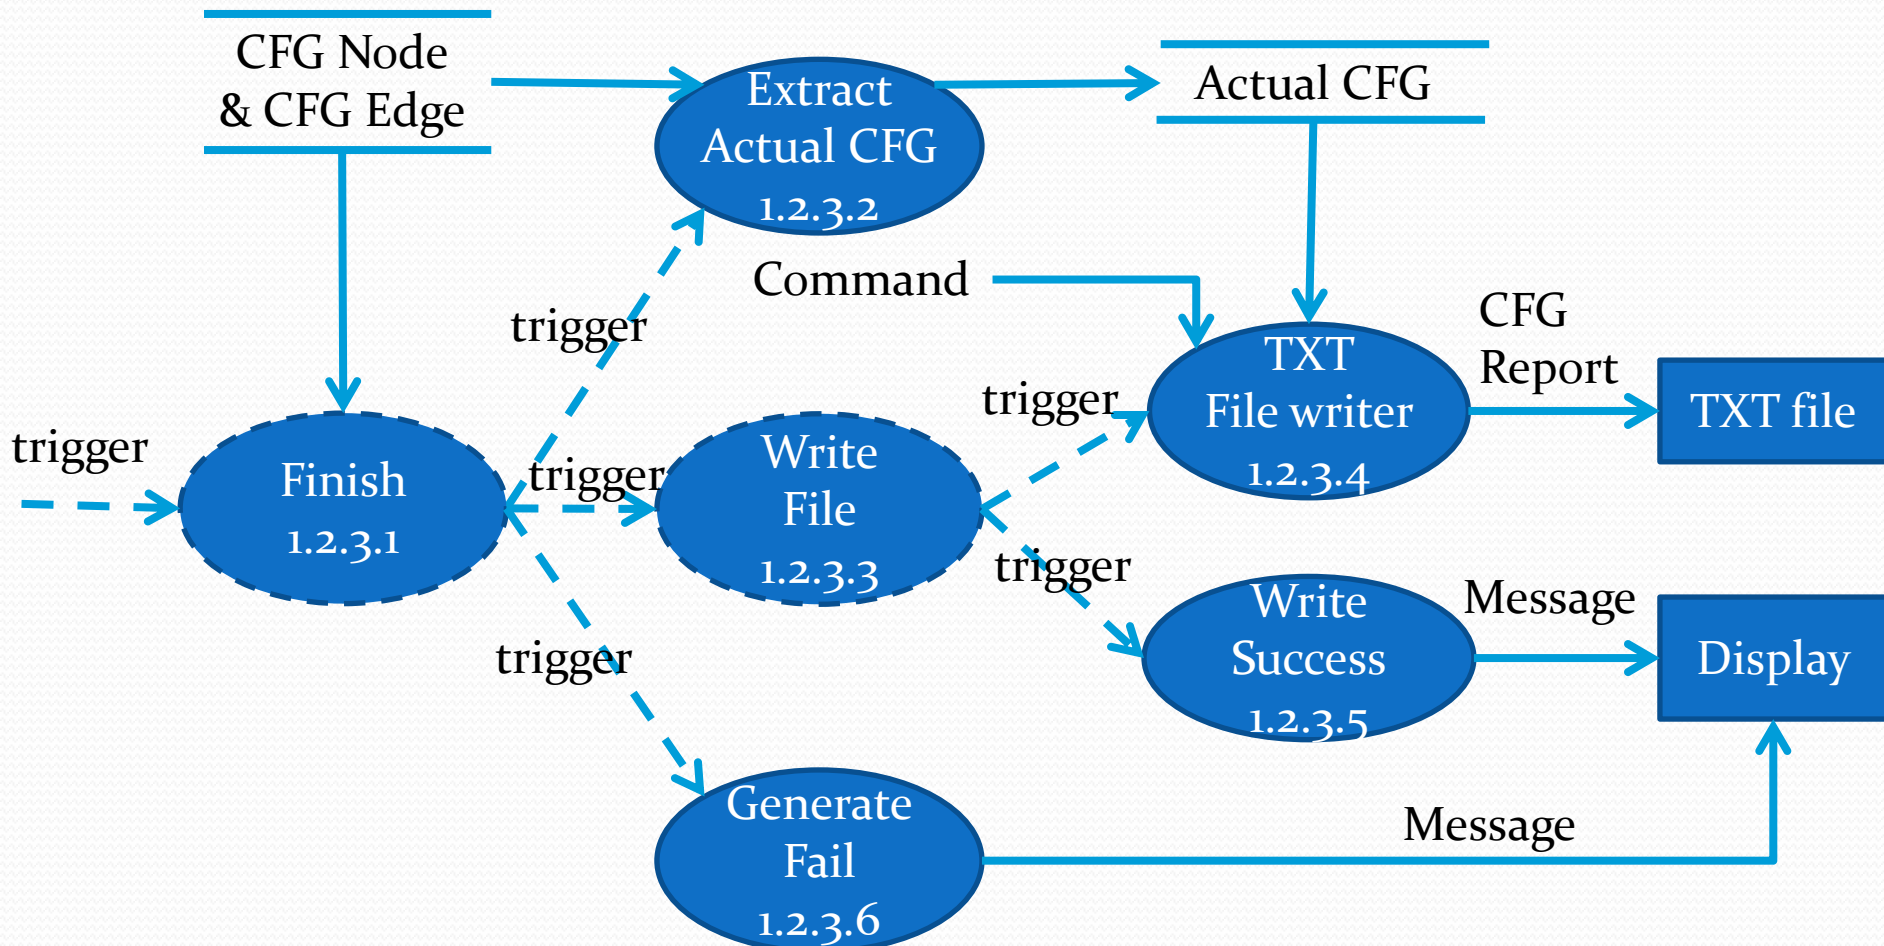 CFG Node
& CFG Edge
Extract
Actual CFG
1.2.3.2
Actual CFG
Command
trigger
CFG
Report
TXT
File writer
1.2.3.4
TXT file
trigger
trigger
Finish
1.2.3.1
trigger
Write
File
1.2.3.3
trigger
Write
Success
1.2.3.5
Message
Display
trigger
Generate
Fail
1.2.3.6
Message